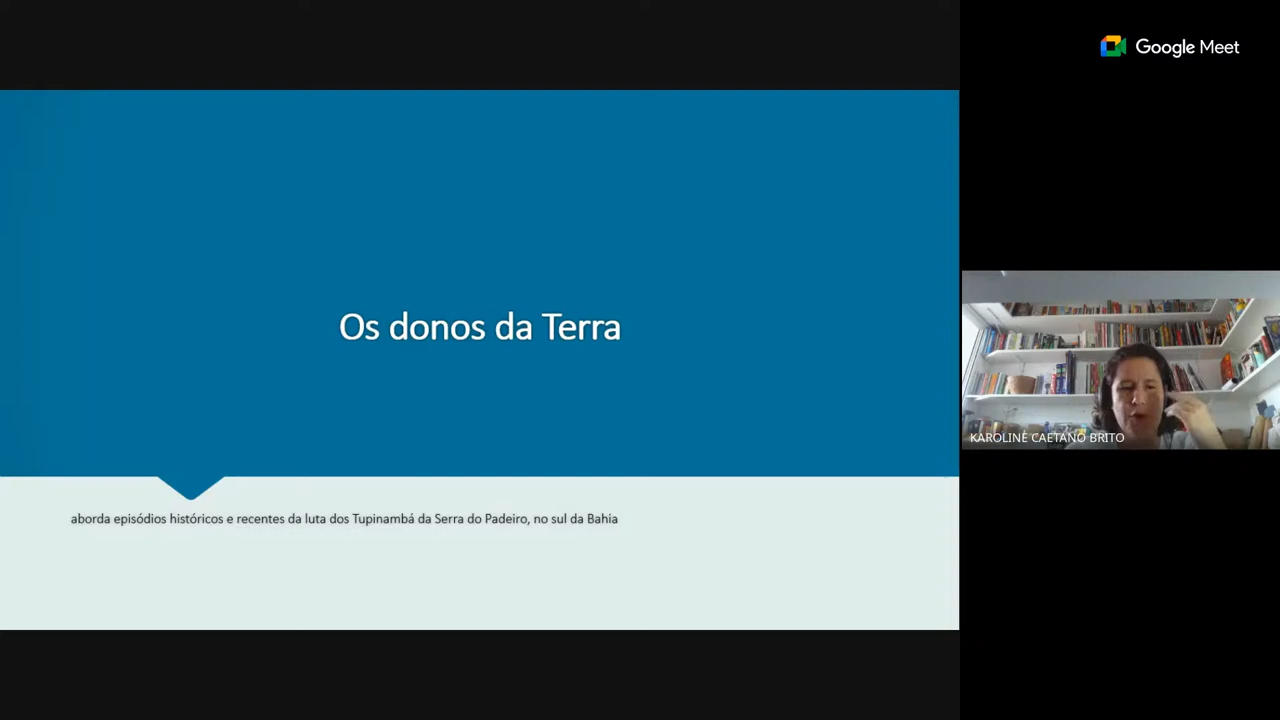 Google Meet
Os donos da Terra
KAROLINE CAETANO BRITO
aborda episódios históricos e recentes da luta dos Tupinambá da Serra do Padeiro, no sul da Bahia